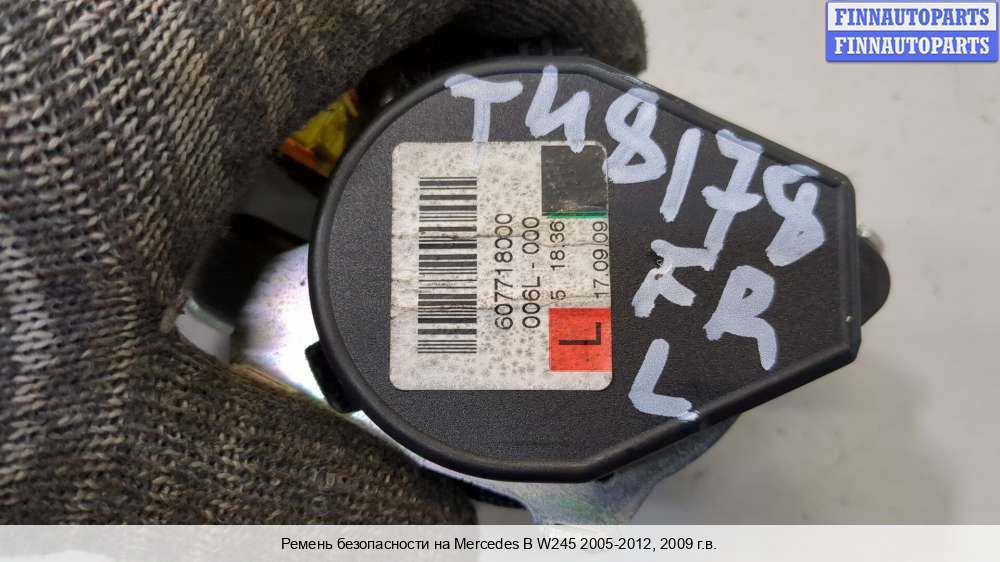 FINNAUTOPARTS
FINNAUTOPARTS
T48178
ZR
L
607718000
006L - 000
5 18:36
17.09.09
L
Ремень безопасности на Mercedes B W245 2005-2012, 2009 г.в.